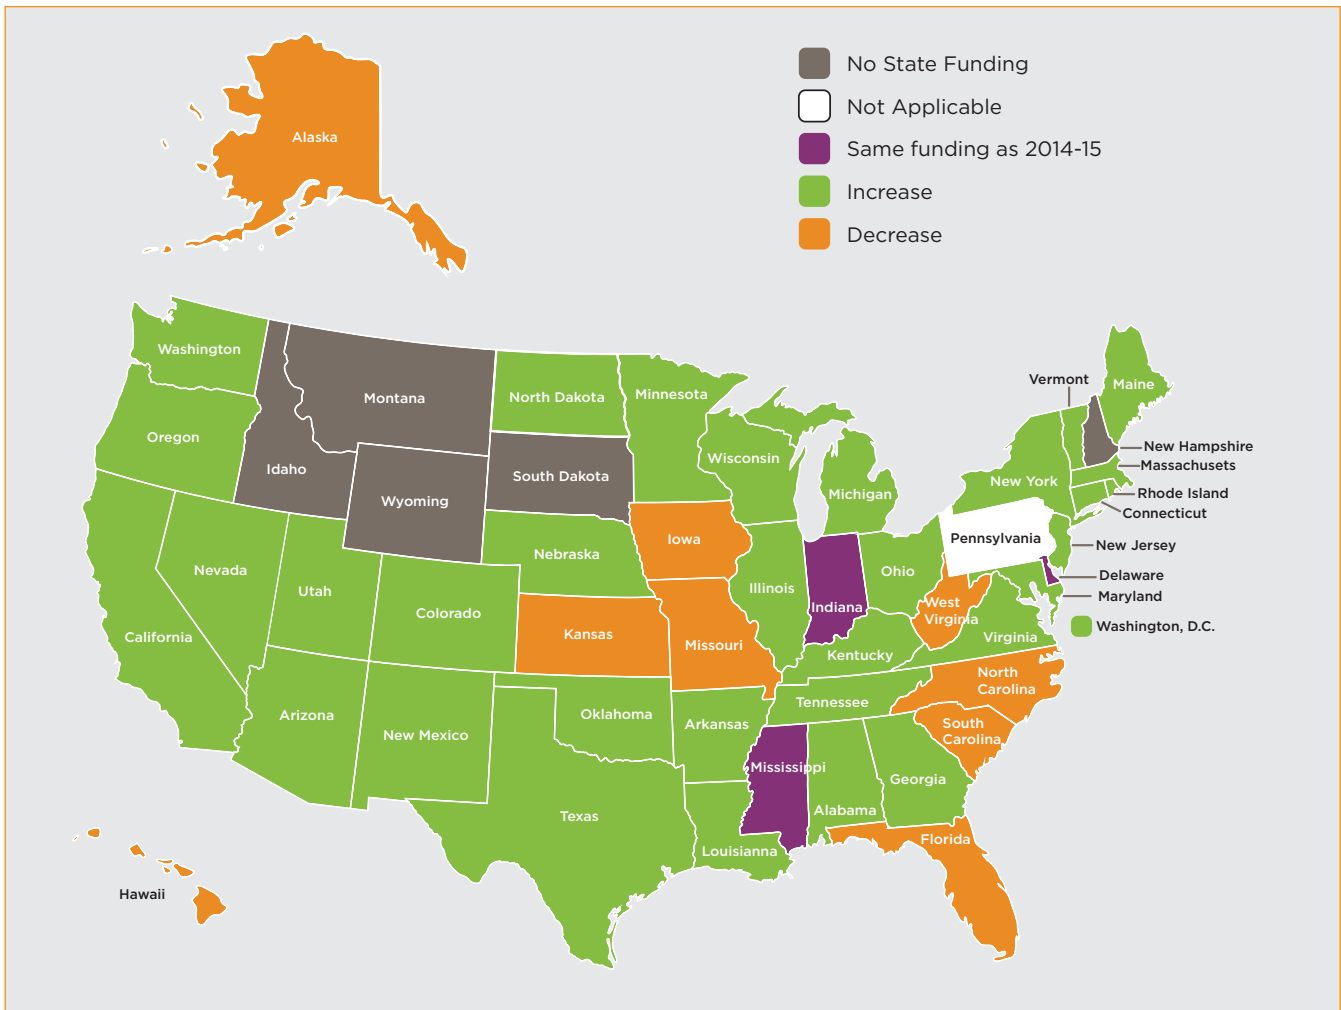 No State Funding
Not Applicable
Same funding as 2014-15
Increase
Decrease
Alaska
Washington
Montana
North Dakota
Minnesota
Vermont
Maine
Oregon
Idaho
Wyoming
South Dakota
Wisconsin
Michigan
New York
New Hampshire
Massachusets
Rhode Island
Connecticut
Nevada
Utah
Colorado
Nebraska
Iowa
Illinois
Indiana
Ohio
Pennsylvania
New Jersey
Delaware
Maryland
Washington, D.C.
California
Kansas
Missouri
Kentucky
West
Virginia
Virginia
Arizona
New Mexico
Oklahoma
Arkansas
Tennessee
North
Carolina
South
Carolina
Texas
Louisianna
Mississippi
Alabama
Georgia
Florida
Hawaii